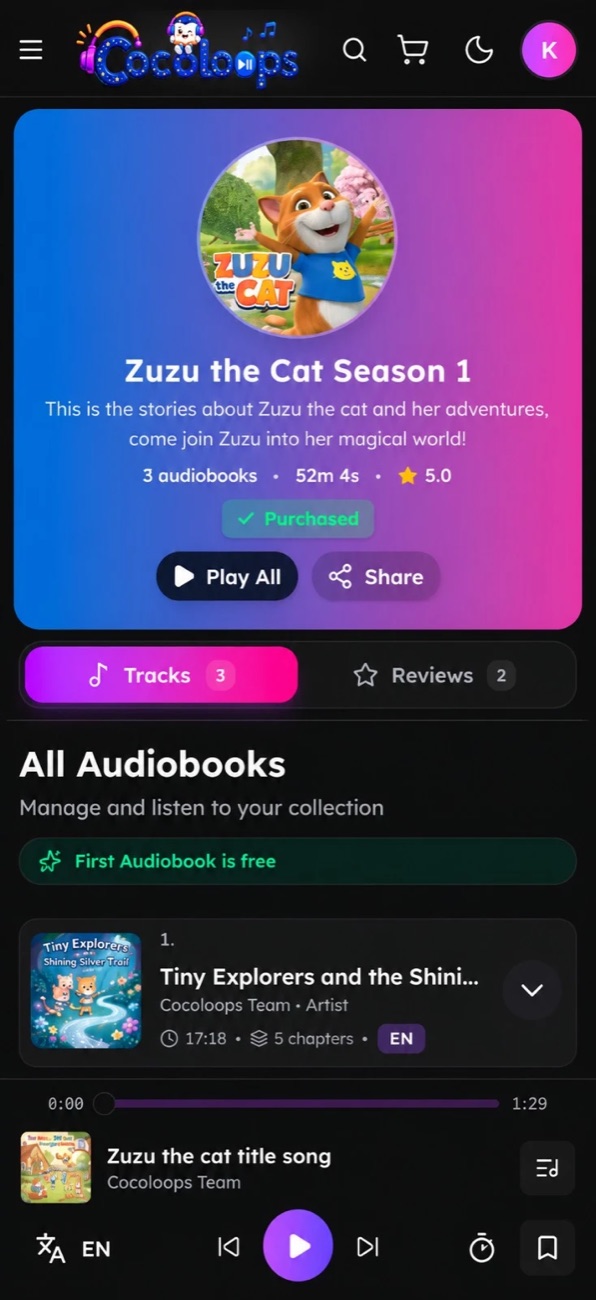 Cocoloops
K
ZUZU
the
CAT
Zuzu the Cat Season 1
This is the stories about Zuzu the cat and her adventures,
come join Zuzu into her magical world!
3 audiobooks • 52m 4s • 5.0
Purchased
Play All
Share
Tracks 3
Reviews 2
All Audiobooks
Manage and listen to your collection
First Audiobook is free
Tiny Explorers
Shining Silver Trail
1.
Tiny Explorers and the Shini...
Cocoloops Team • Artist
17:18 • 5 chapters • EN
0:00
1:29
Zuzu the cat title song
Cocoloops Team
EN